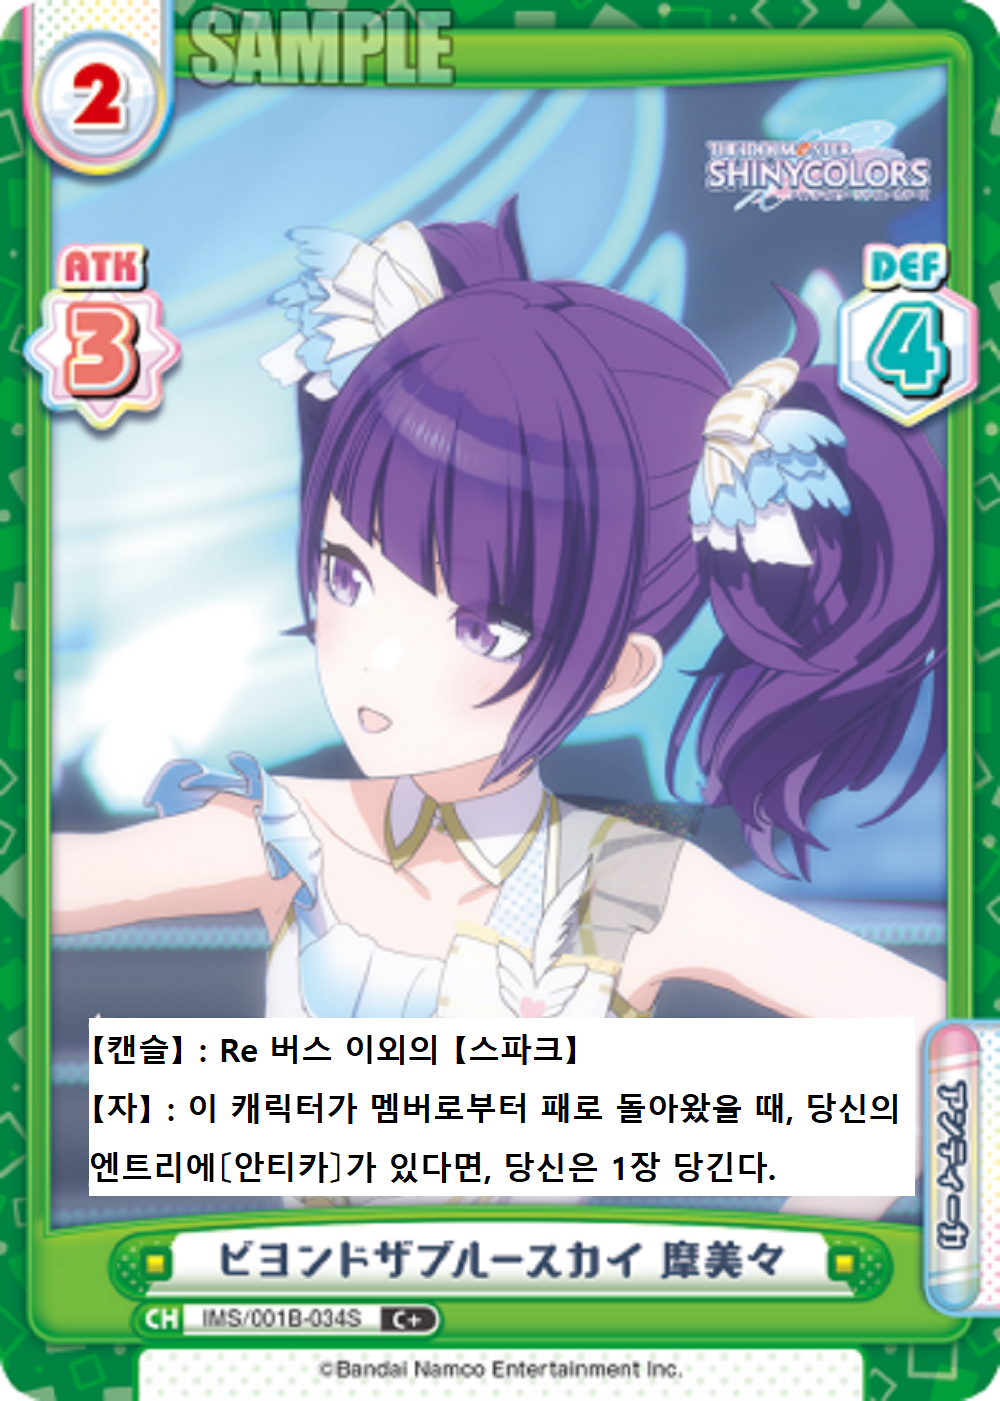 SAMPLE
2
THE IDOLM@STER
SHINYCOLORS
ATK
3
DEF
4
【캔슬】 : Re 버스 이외의 【스파크】
【자】 : 이 캐릭터가 멤버로부터 패로 돌아왔을 때, 당신의
엔트리에〔안티카〕가 있다면, 당신은 1장 당긴다.
アンティーカ
ビヨンドザブルースカイ 摩美々
CH IMS/001B-034S C+
©Bandai Namco Entertainment Inc.